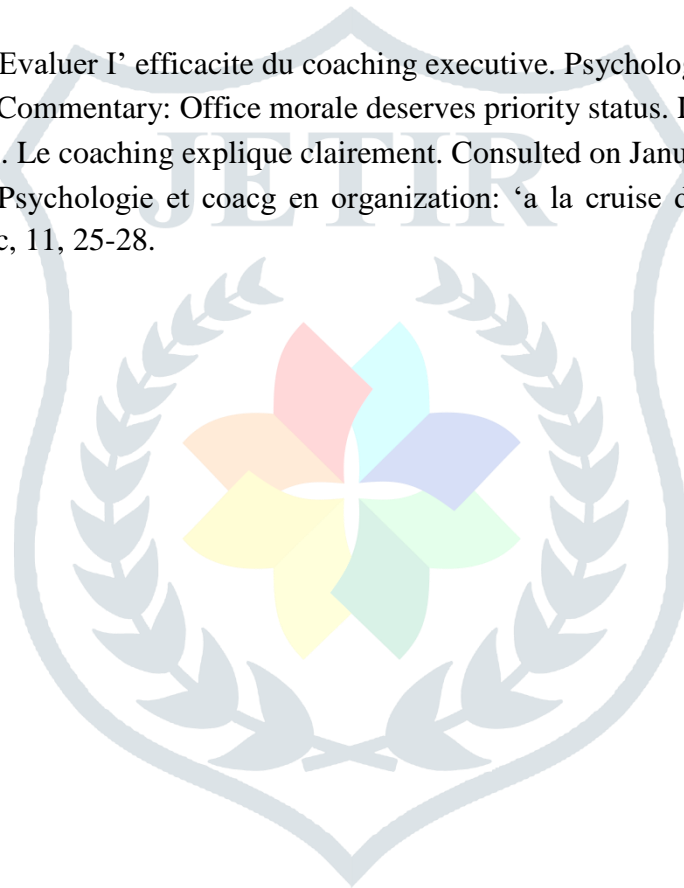 Evaluer I’ efficacite du coaching executive. Psycholog
Commentary: Office morale deserves priority status.
. Le coaching explique clairement. Consulted on Janu
Psychologie et coacg en organization: ‘a la cruise d
c, 11, 25-28.
JETIR